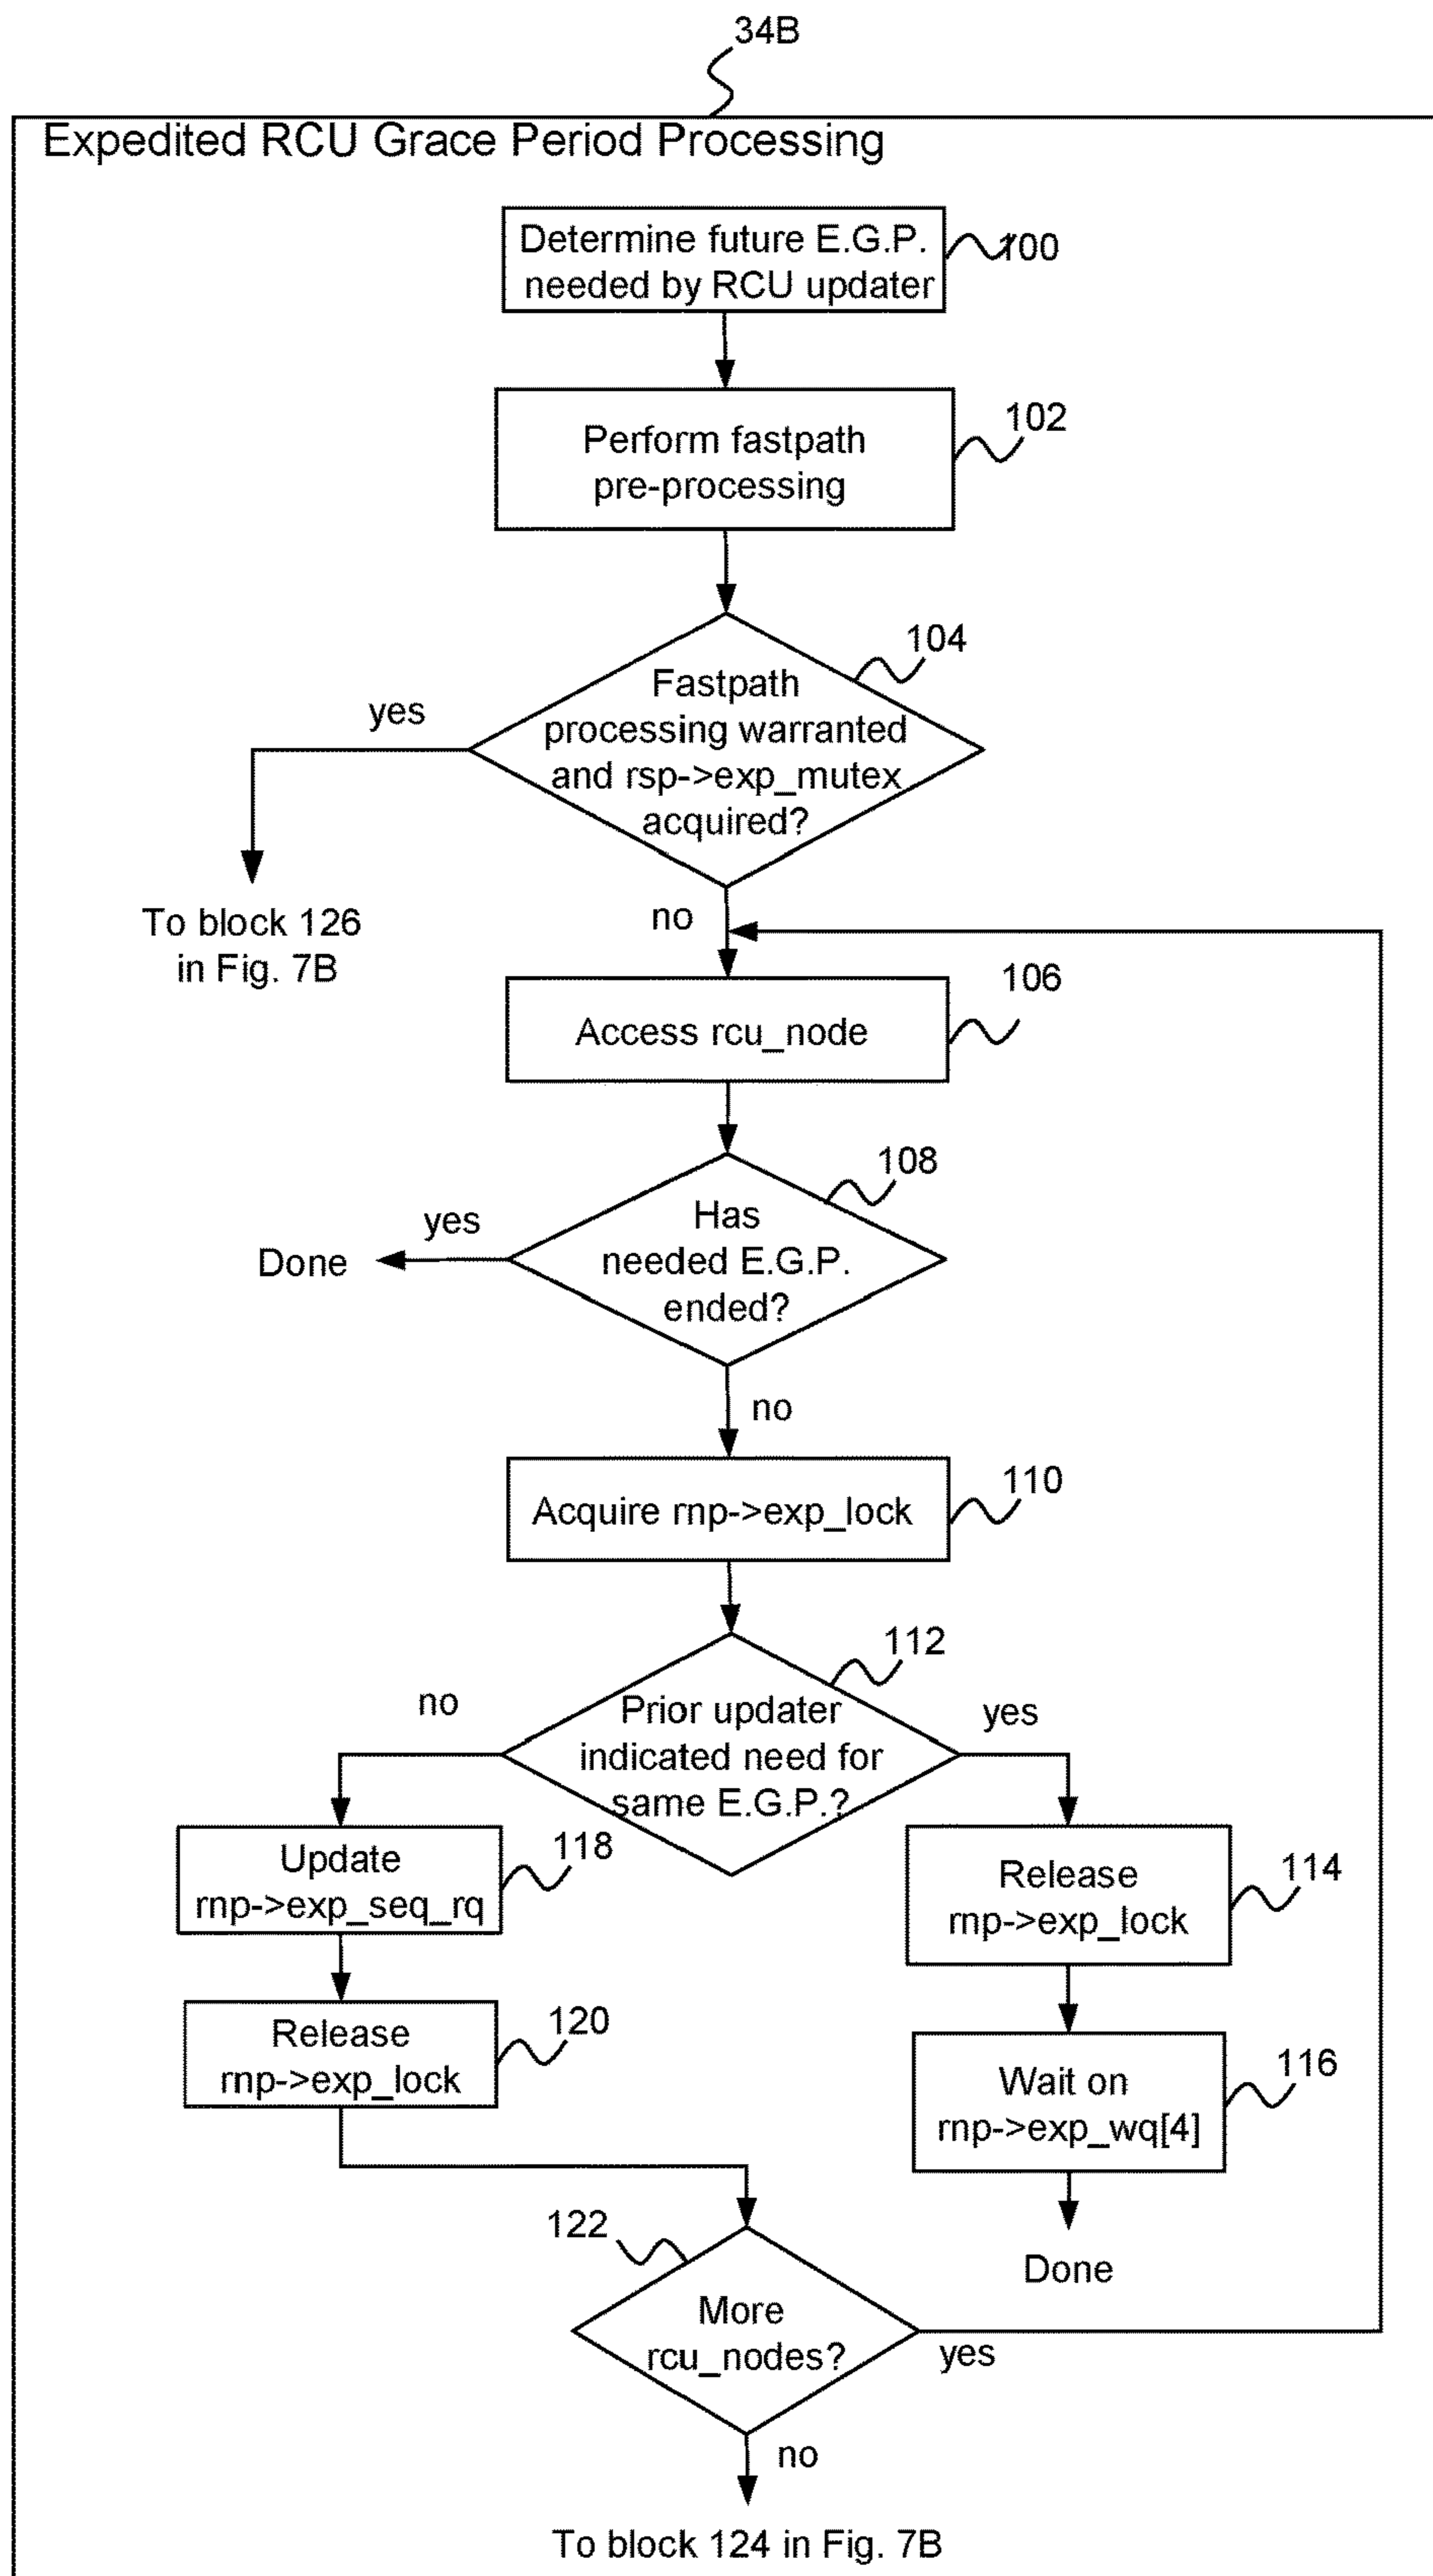 34B
Expedited RCU Grace Period Processing
Determine future E.G.P.
needed by RCU updater
100
Perform fastpath
pre-processing
102
104
Fastpath
processing warranted
and rsp->exp_mutex
acquired?
yes
To block 126
in Fig. 7B
no
Access rcu_node
106
108
Has
needed E.G.P.
ended?
yes
Done
no
Acquire rnp->exp_lock
110
112
Prior updater
indicated need for
same E.G.P.?
no
yes
Update
rnp->exp_seq_rq
118
Release
rnp->exp_lock
114
Release
rnp->exp_lock
120
Wait on
rnp->exp_wq[4]
116
Done
122
More
rcu_nodes?
yes
no
To block 124 in Fig. 7B